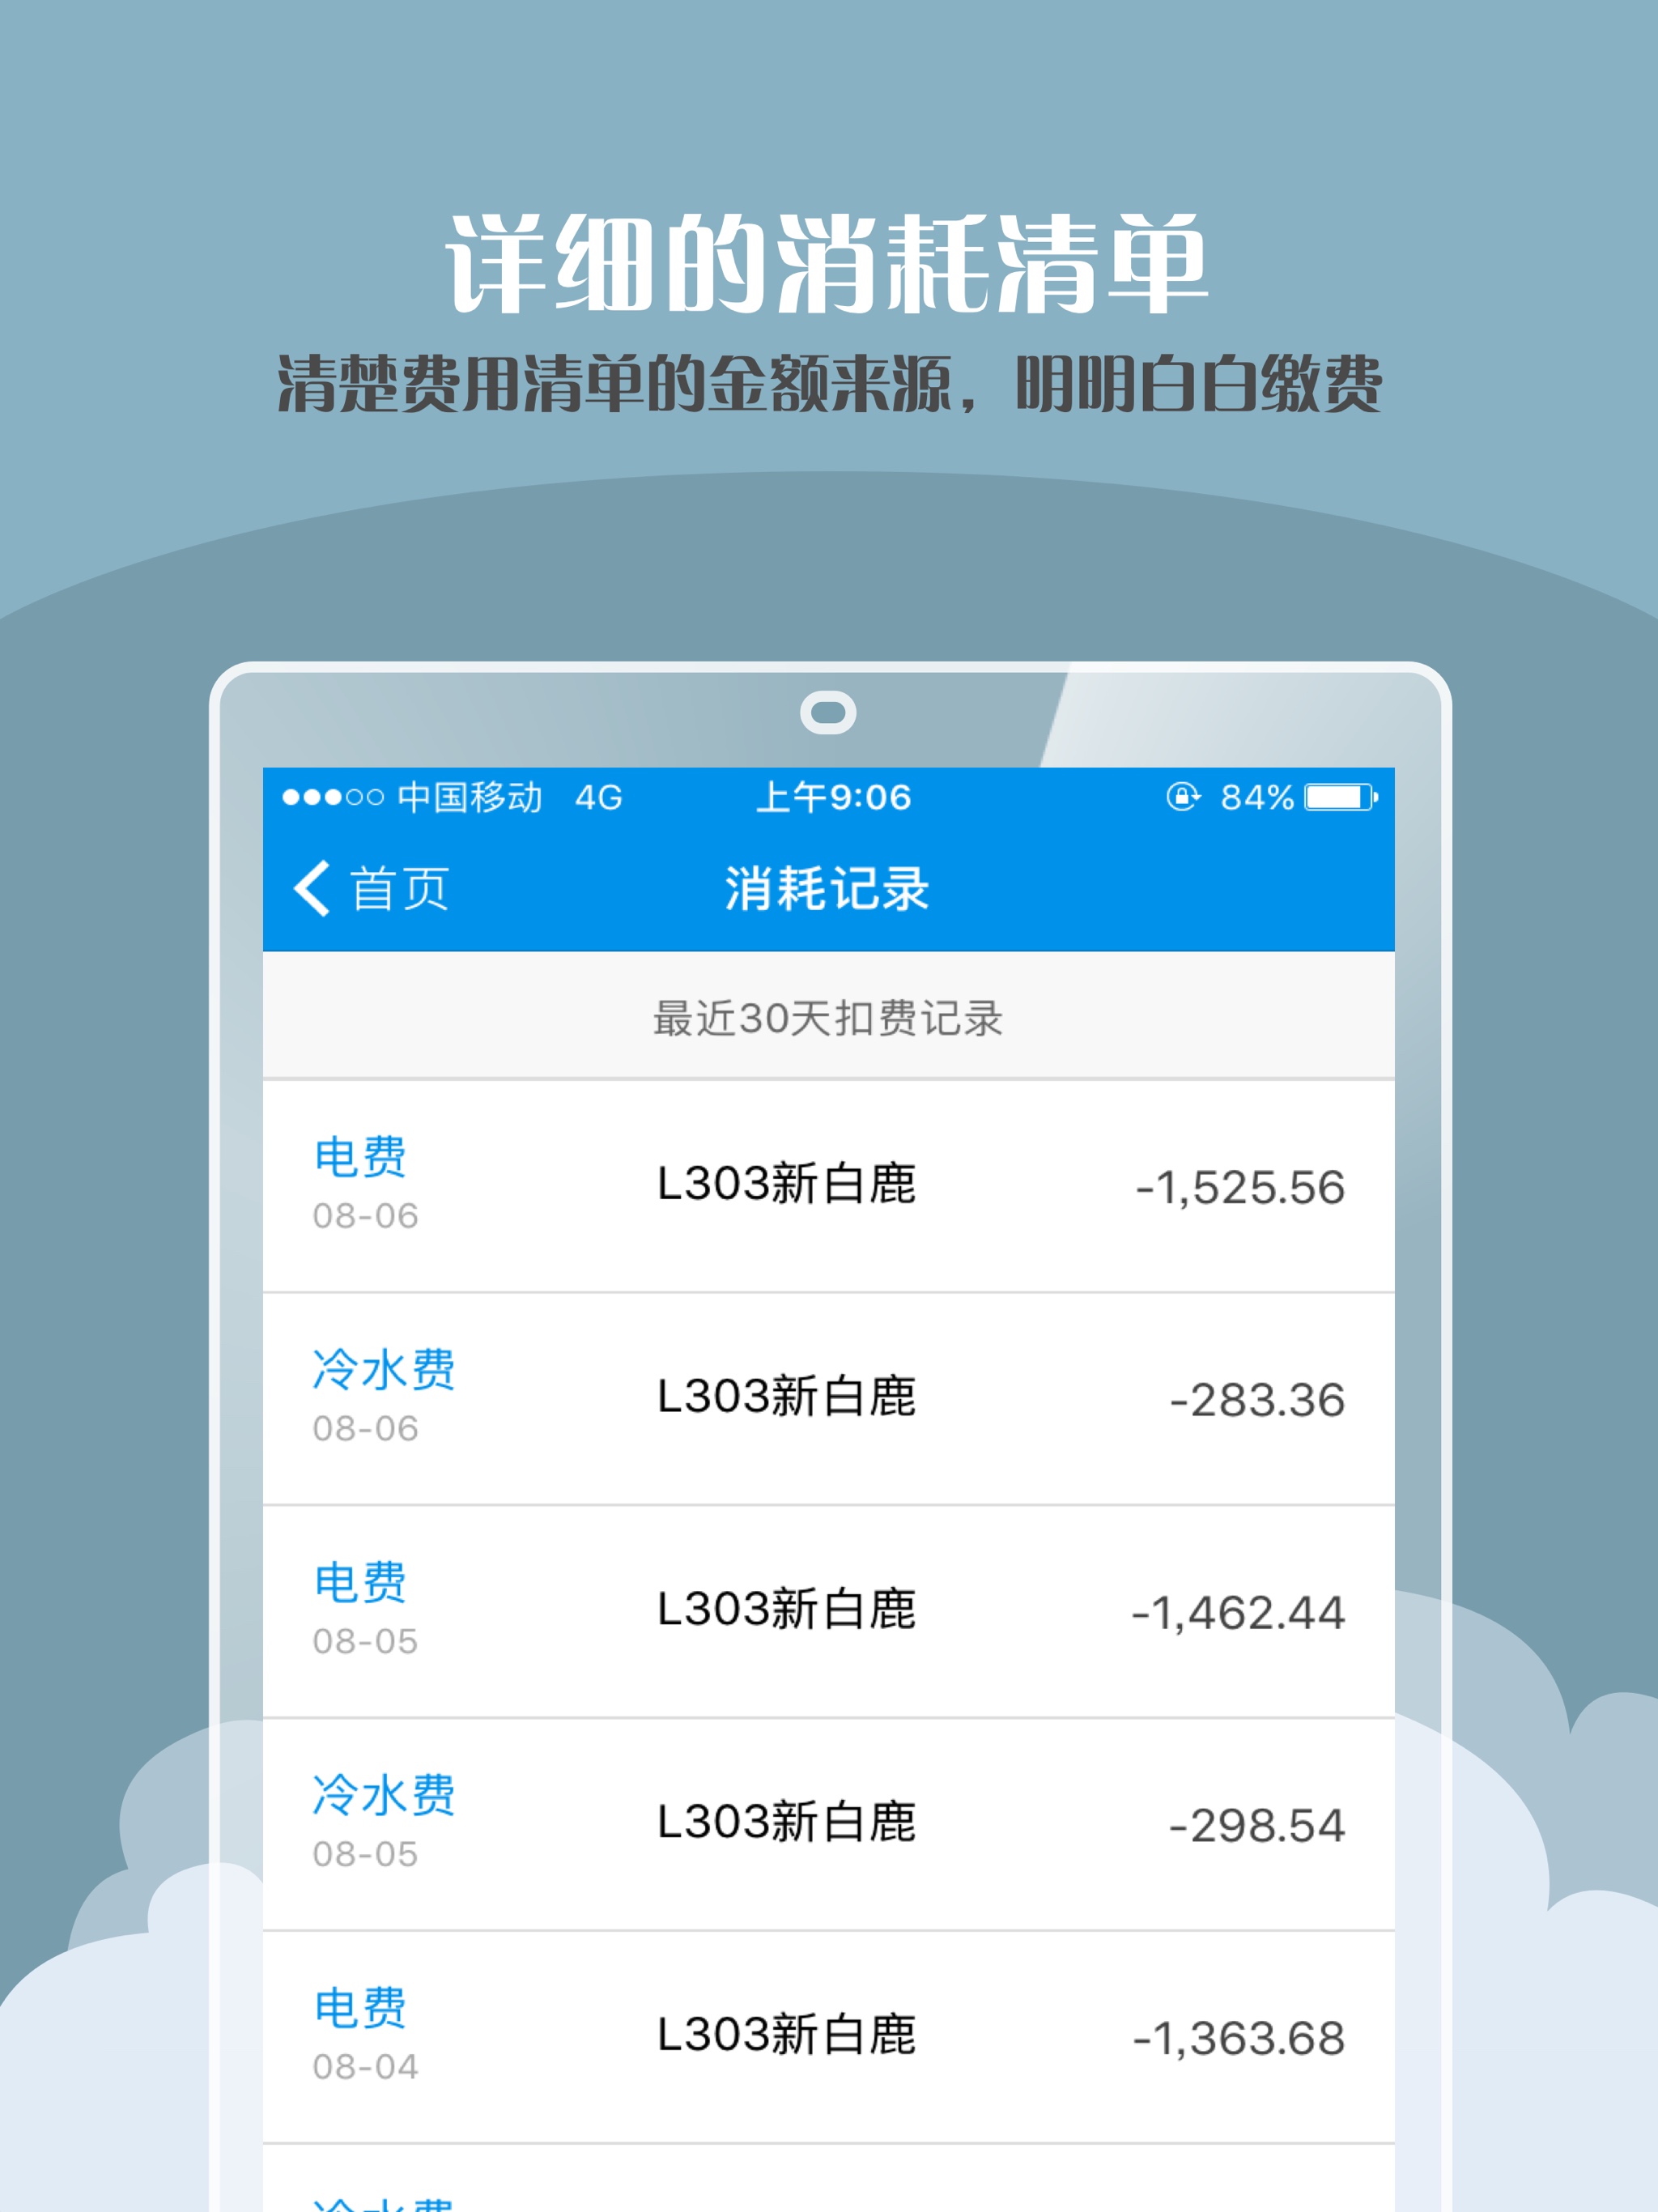 详细的消耗清单
清楚费用清单的金额来源，明明白白缴费
中国移动 4G 上午9:06 84%
首页 消耗记录
最近30天扣费记录
电费
08-06
L303新白鹿 -1,525.56
冷水费
08-06
L303新白鹿 -283.36
电费
08-05
L303新白鹿 -1,462.44
冷水费
08-05
L303新白鹿 -298.54
电费
08-04
L303新白鹿 -1,363.68